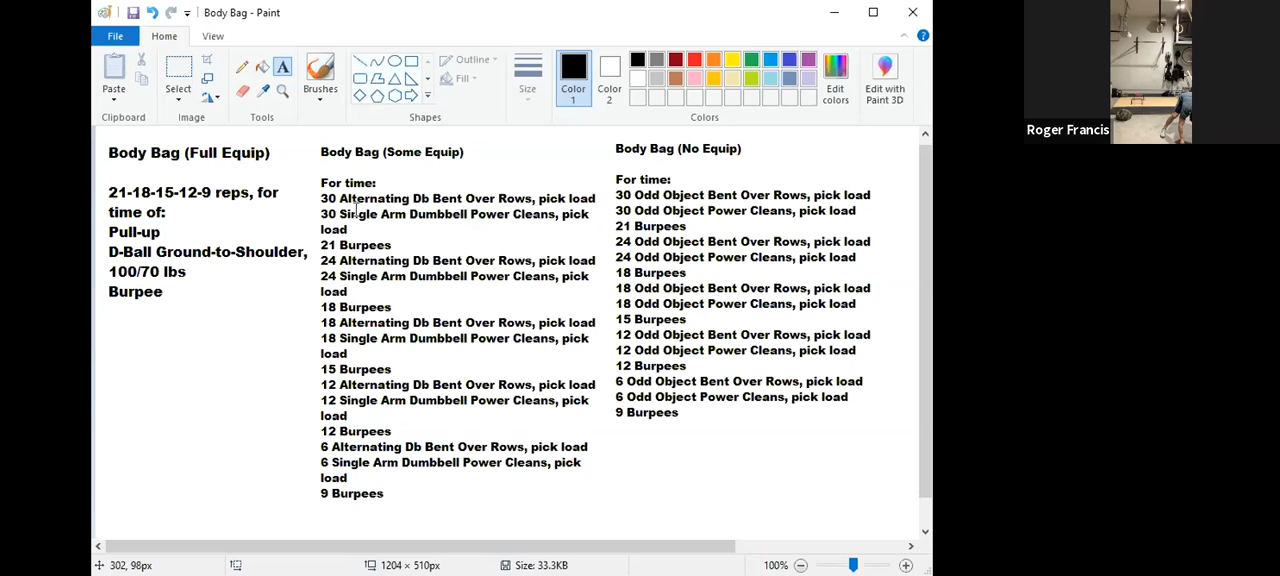 Body Bag - Paint
File
Home
View
Paste
Clipboard
Select
Image
Tools
Brushes
Outline
Fill
Shapes
Size
Color
1
Color
2
Edit
colors
Colors
Edit with
Paint 3D
Body Bag (Full Equip)
21-18-15-12-9 reps, for
time of:
Pull-up
D-Ball Ground-to-Shoulder,
100/70 lbs
Burpee
Body Bag (Some Equip)
For time:
30 Alternating Db Bent Over Rows, pick load
30 Single Arm Dumbbell Power Cleans, pick
load
21 Burpees
24 Alternating Db Bent Over Rows, pick load
24 Single Arm Dumbbell Power Cleans, pick
load
18 Burpees
18 Alternating Db Bent Over Rows, pick load
18 Single Arm Dumbbell Power Cleans, pick
load
15 Burpees
12 Alternating Db Bent Over Rows, pick load
12 Single Arm Dumbbell Power Cleans, pick
load
12 Burpees
6 Alternating Db Bent Over Rows, pick load
6 Single Arm Dumbbell Power Cleans, pick
load
9 Burpees
Body Bag (No Equip)
For time:
30 Odd Object Bent Over Rows, pick load
30 Odd Object Power Cleans, pick load
21 Burpees
24 Odd Object Bent Over Rows, pick load
24 Odd Object Power Cleans, pick load
18 Burpees
18 Odd Object Bent Over Rows, pick load
18 Odd Object Power Cleans, pick load
15 Burpees
12 Odd Object Bent Over Rows, pick load
12 Odd Object Power Cleans, pick load
12 Burpees
6 Odd Object Bent Over Rows, pick load
6 Odd Object Power Cleans, pick load
9 Burpees
302, 98px
1204 × 510px
Size: 33.3KB
100%
Roger Francis